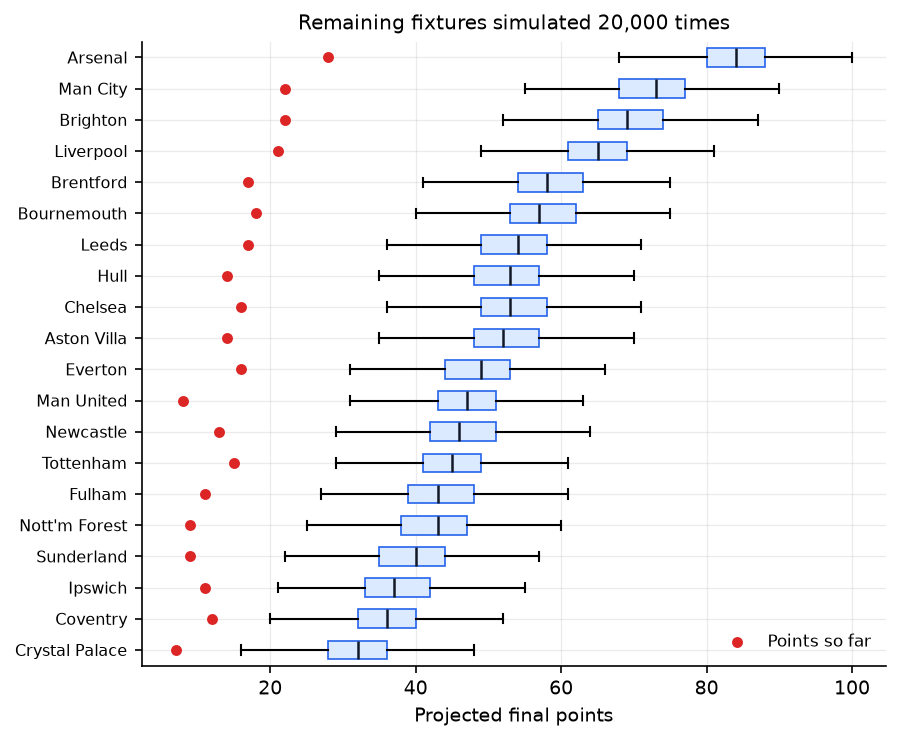 Remaining fixtures simulated 20,000 times
Arsenal
Man City
Brighton
Liverpool
Brentford
Bournemouth
Leeds
Hull
Chelsea
Aston Villa
Everton
Man United
Newcastle
Tottenham
Fulham
Nott'm Forest
Sunderland
Ipswich
Coventry
Crystal Palace
Points so far
20 40 60 80 100
Projected final points